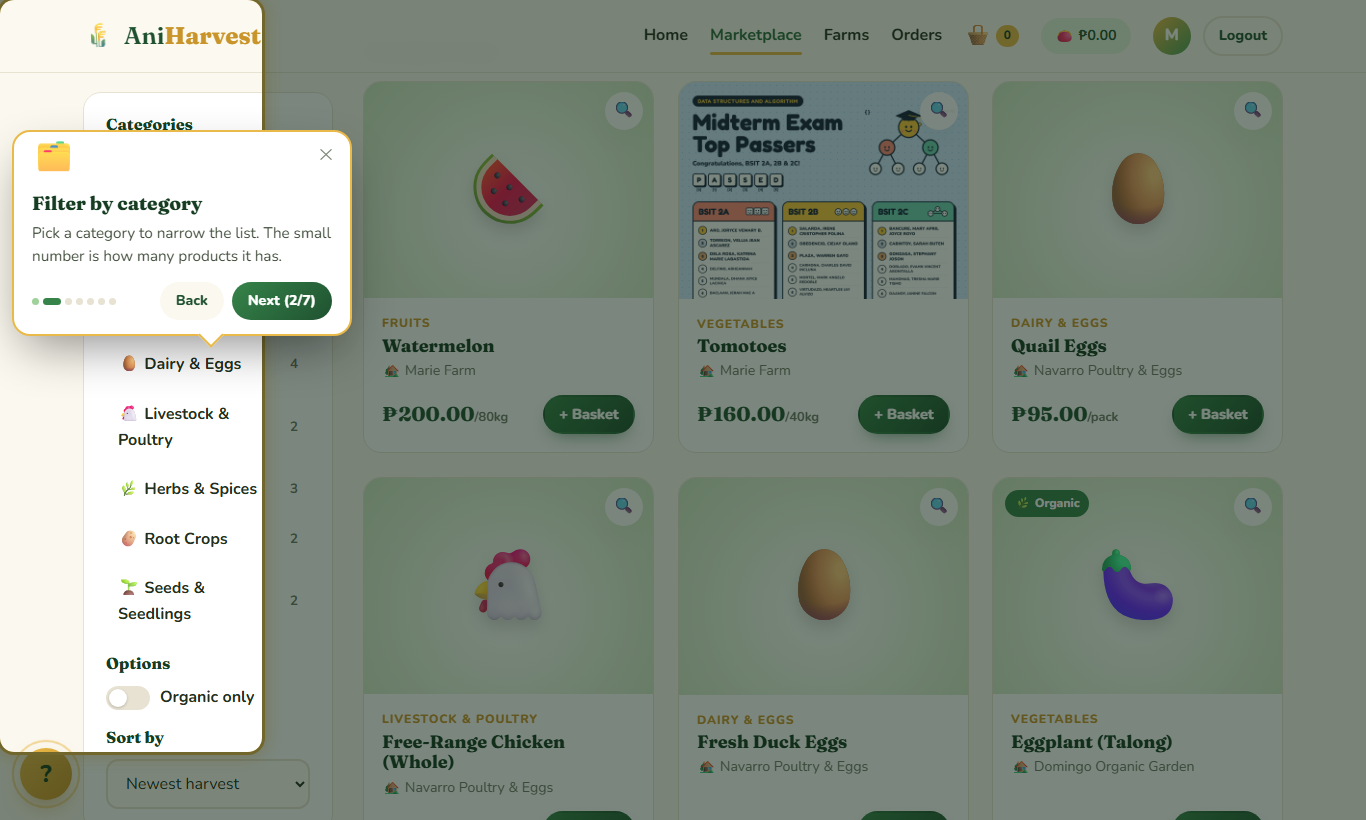 AniHarvest
Home
Marketplace
Farms
Orders
0
₱0.00
M
Logout
Categories
Filter by category
Pick a category to narrow the list. The small
number is how many products it has.
Back
Next (2/7)
Dairy & Eggs 4
Livestock &
Poultry 2
Herbs & Spices 3
Root Crops 2
Seeds &
Seedlings 2
Options
Organic only
Sort by
Newest harvest
?
FRUITS
Watermelon
Marie Farm
₱200.00/80kg
+ Basket
DATA STRUCTURES AND ALGORITHM
Midterm Exam
Top Passers
Congratulations, BSIT 2A, 2B & 2C!
PASSED
BSIT 2A
BSIT 2B
BSIT 2C
VEGETABLES
Tomotoes
Marie Farm
₱160.00/40kg
+ Basket
DAIRY & EGGS
Quail Eggs
Navarro Poultry & Eggs
₱95.00/pack
+ Basket
LIVESTOCK & POULTRY
Free-Range Chicken
(Whole)
Navarro Poultry & Eggs
DAIRY & EGGS
Fresh Duck Eggs
Navarro Poultry & Eggs
Organic
VEGETABLES
Eggplant (Talong)
Domingo Organic Garden